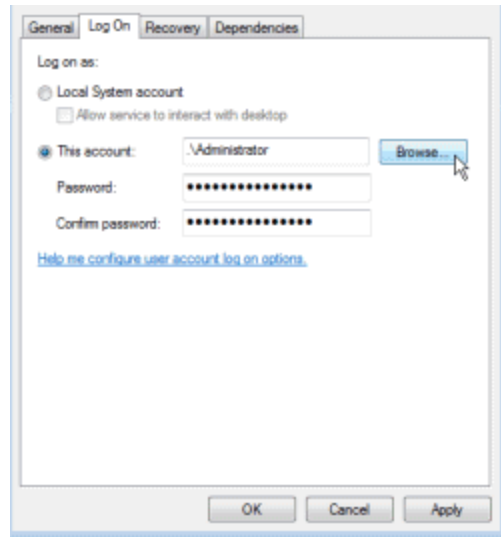 General Log On Recovery Dependencies
Log on as:
Local System account
Allow service to interact with desktop
This account: .\Administrator Browse...
Password: •••••••••••••••
Confirm password: •••••••••••••••
Help me configure user account log on options.
OK Cancel Apply